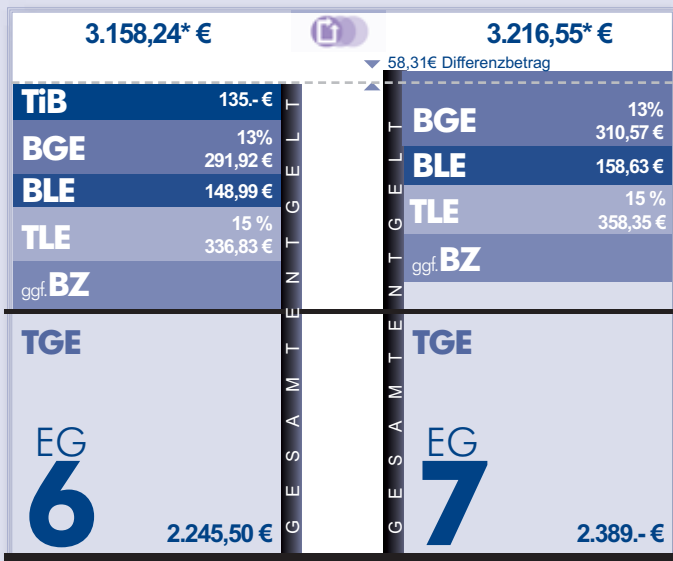 3.158,24* €
3.216,55* €
58,31€ Differenzbetrag
TiB 135.- €
BGE 13%
291,92 €
BLE 148,99 €
TLE 15 %
336,83 €
ggf. BZ
TGE
EG
6 2.245,50 €
GESAMTENTGELT
BGE 13%
310,57 €
BLE 158,63 €
TLE 15 %
358,35 €
ggf. BZ
TGE
EG
7 2.389.- €
GESAMTENTGELT